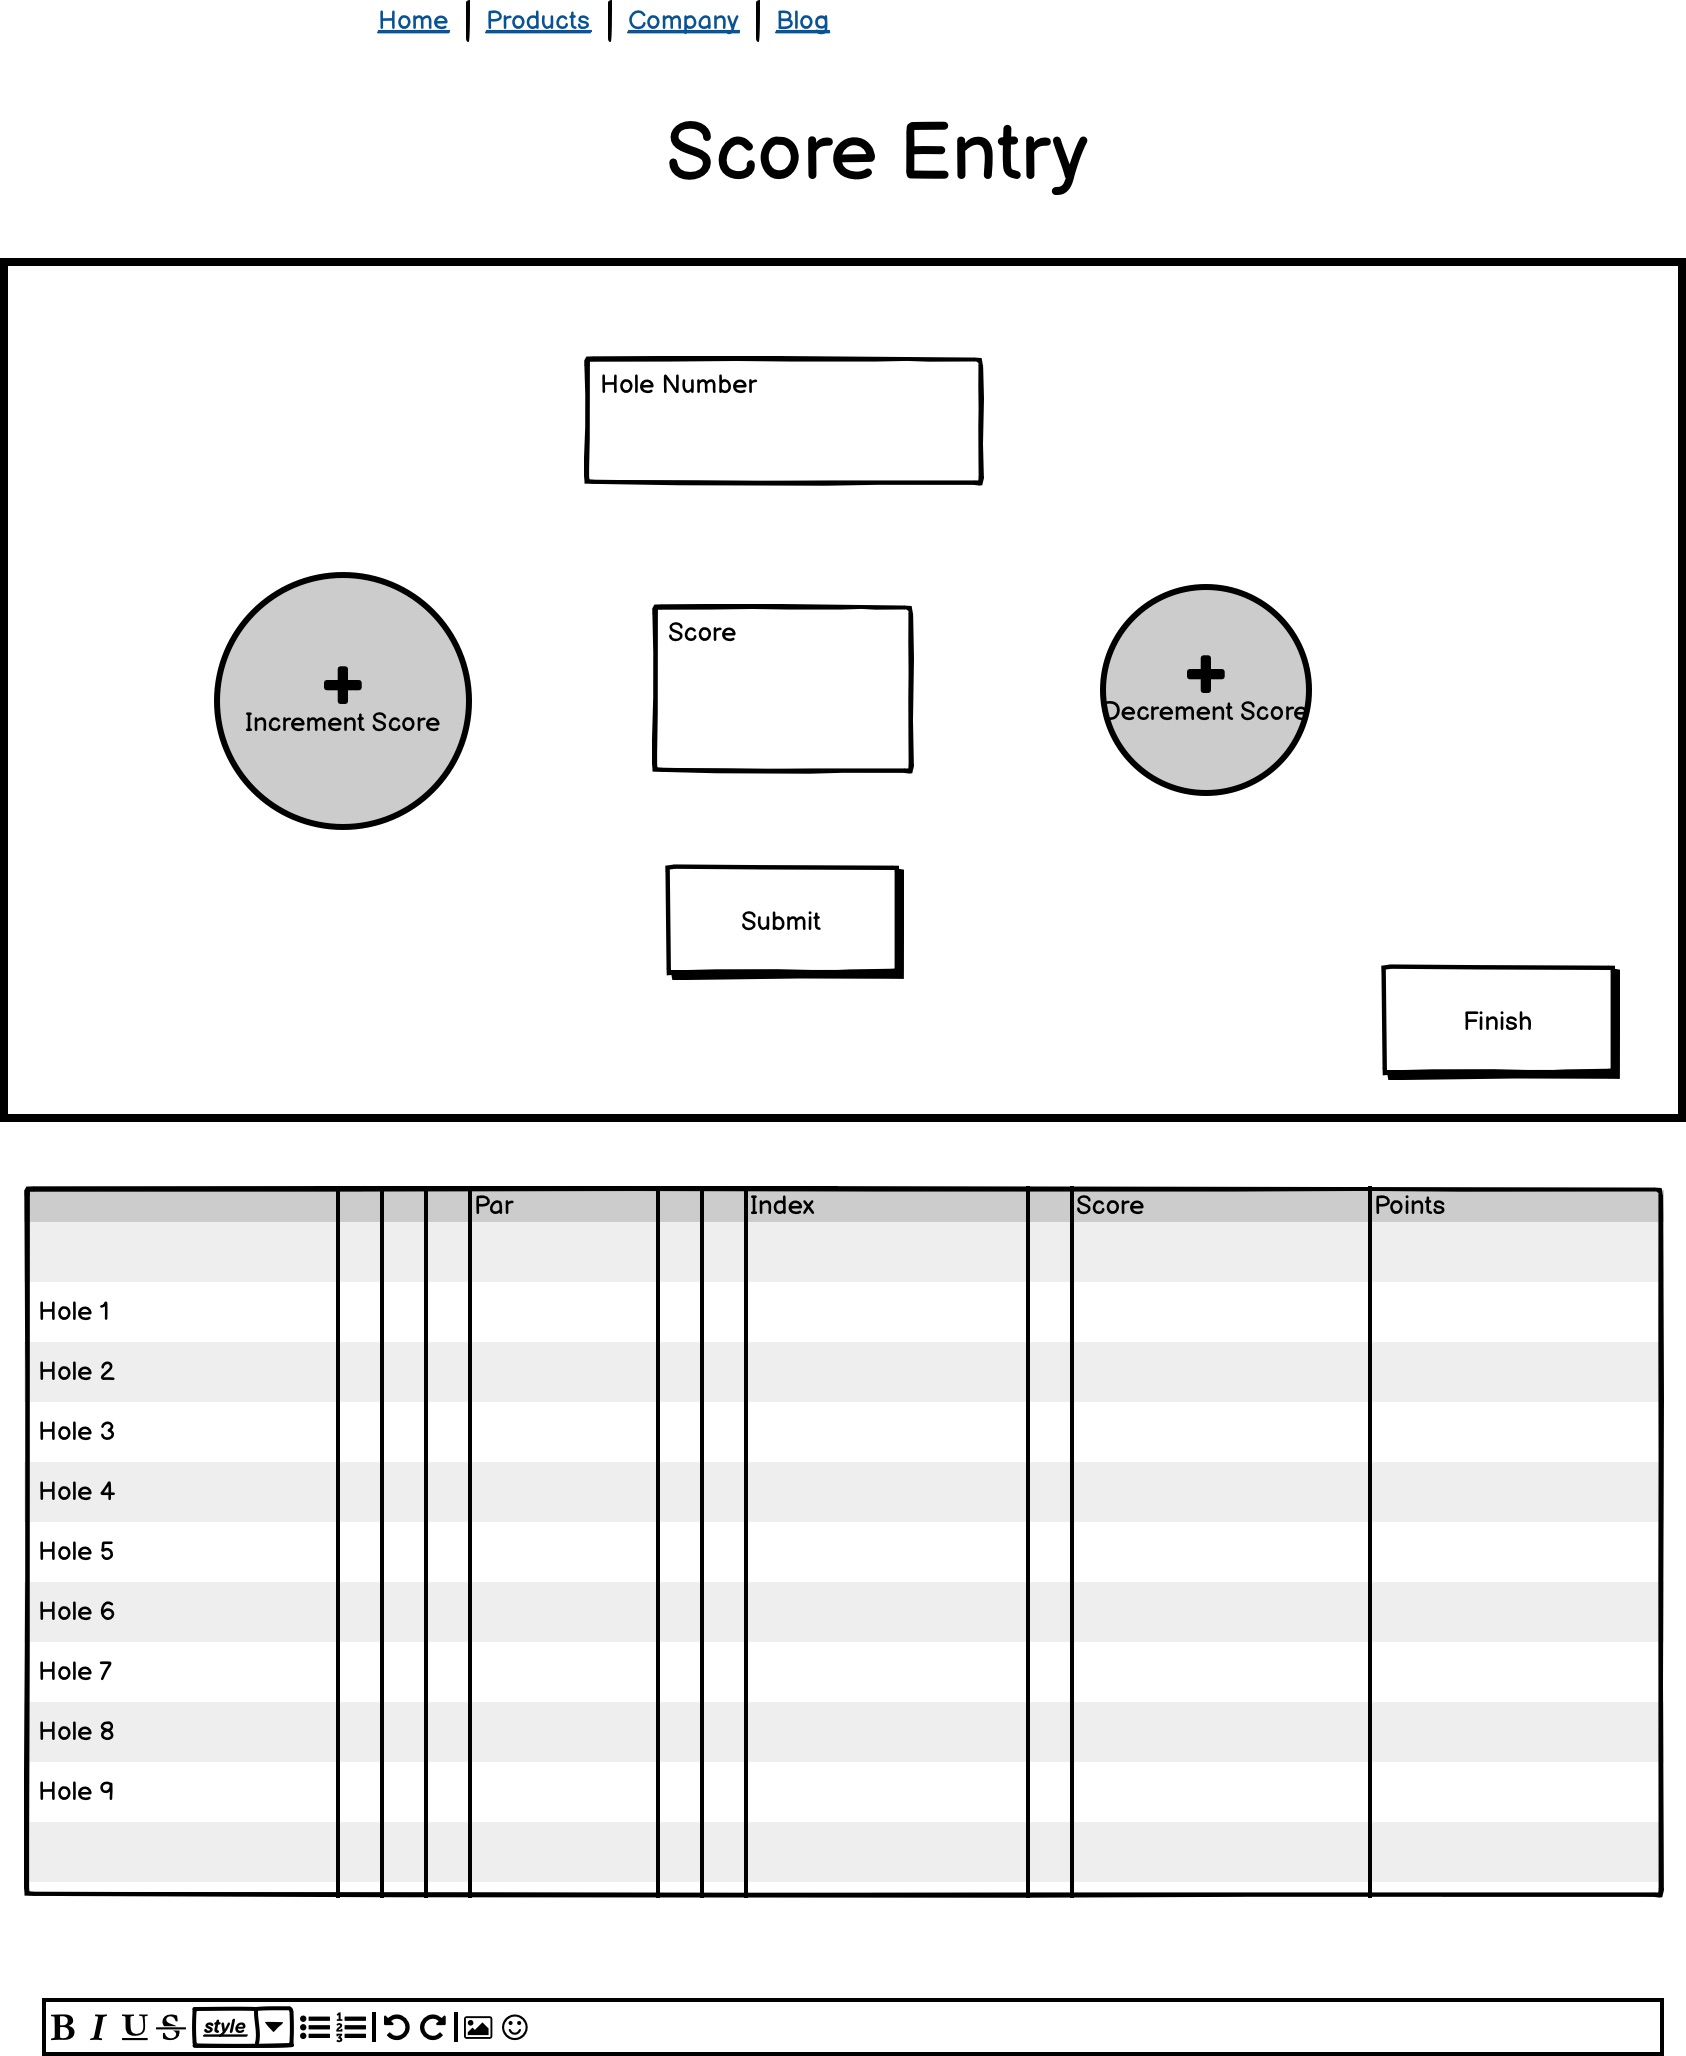 Home Products Company Blog
Score Entry
Hole Number
Increment Score
Score
Decrement Score
Submit
Finish
Par Index Score Points
Hole 1
Hole 2
Hole 3
Hole 4
Hole 5
Hole 6
Hole 7
Hole 8
Hole 9
B I U S style